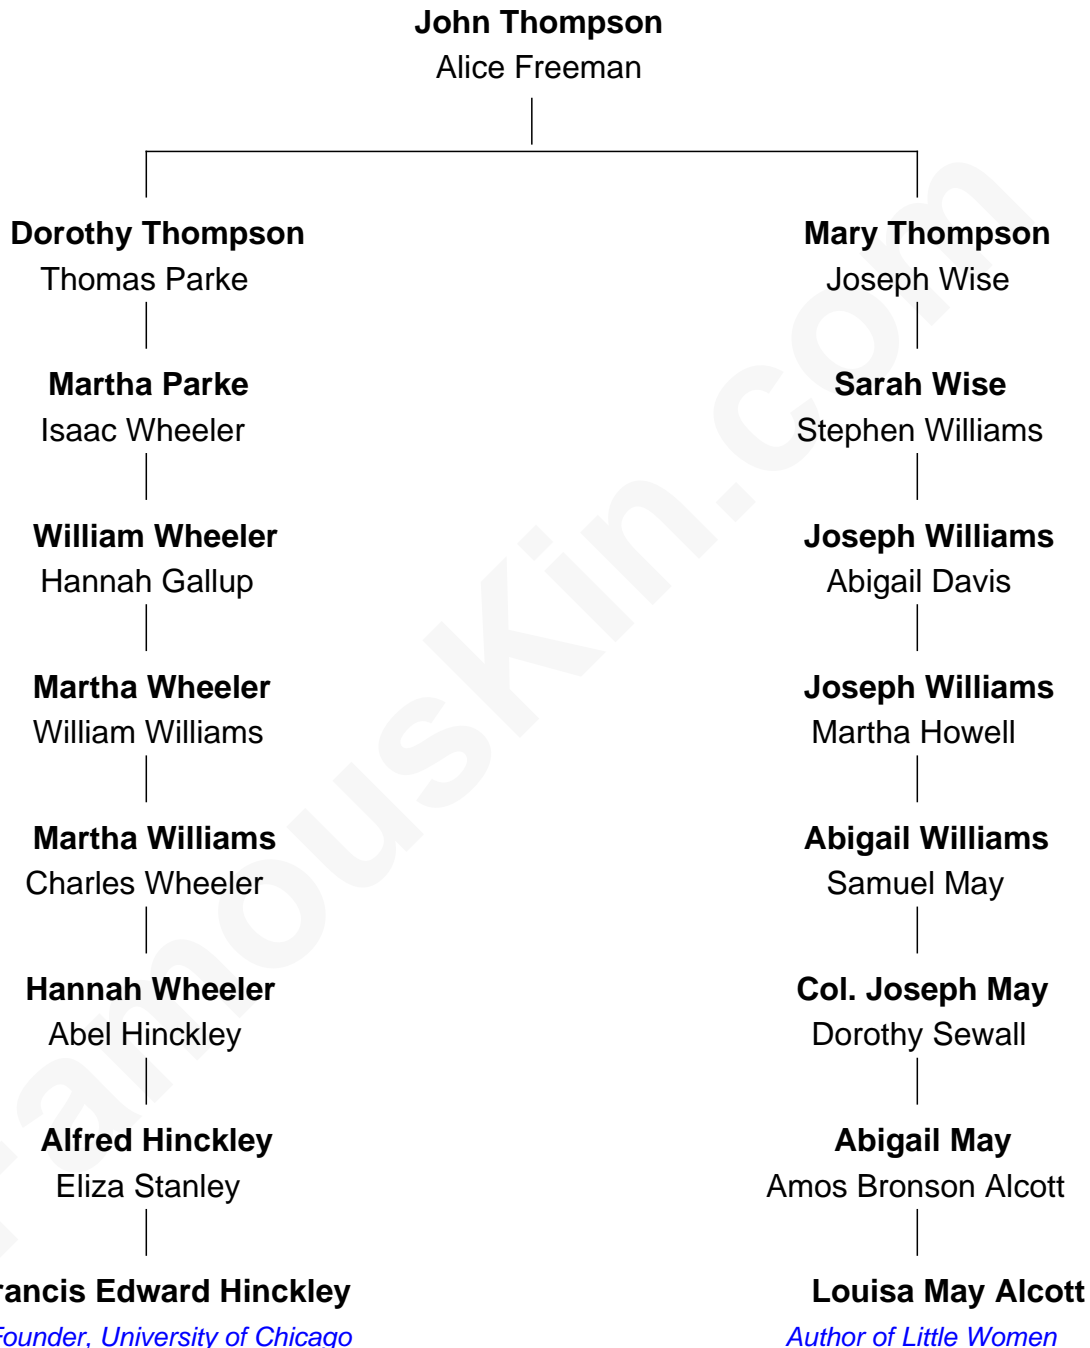 John Thompson
Alice Freeman
Dorothy Thompson
Thomas Parke
Mary Thompson
Joseph Wise
Martha Parke
Isaac Wheeler
Sarah Wise
Stephen Williams
William Wheeler
Hannah Gallup
Joseph Williams
Abigail Davis
Martha Wheeler
William Williams
Joseph Williams
Martha Howell
Martha Williams
Charles Wheeler
Abigail Williams
Samuel May
Hannah Wheeler
Abel Hinckley
Col. Joseph May
Dorothy Sewall
Alfred Hinckley
Eliza Stanley
Abigail May
Amos Bronson Alcott
rancis Edward Hinckley
Founder, University of Chicago
Louisa May Alcott
Author of Little Women
FamousKin.com